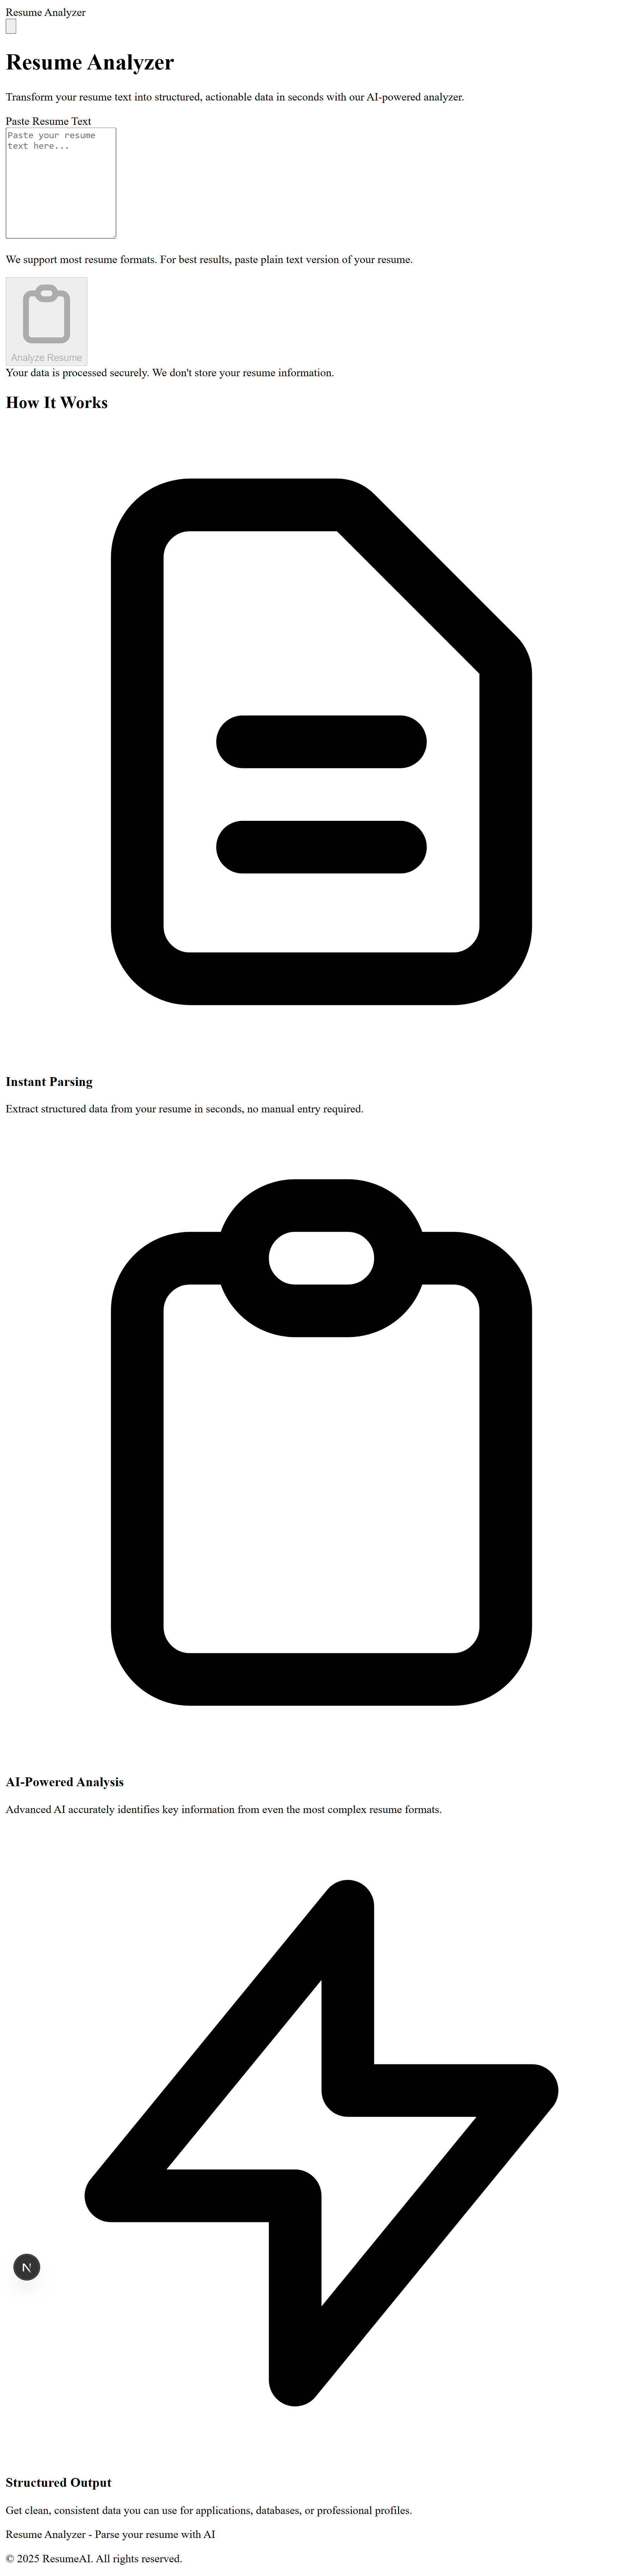 Resume Analyzer
Resume Analyzer
Transform your resume text into structured, actionable data in seconds with our AI-powered analyzer.
Paste Resume Text
Paste your resume
text here...
We support most resume formats. For best results, paste plain text version of your resume.
Analyze Resume
Your data is processed securely. We don't store your resume information.
How It Works
Instant Parsing
Extract structured data from your resume in seconds, no manual entry required.
AI-Powered Analysis
Advanced AI accurately identifies key information from even the most complex resume formats.
N
Structured Output
Get clean, consistent data you can use for applications, databases, or professional profiles.
Resume Analyzer - Parse your resume with AI
© 2025 ResumeAI. All rights reserved.